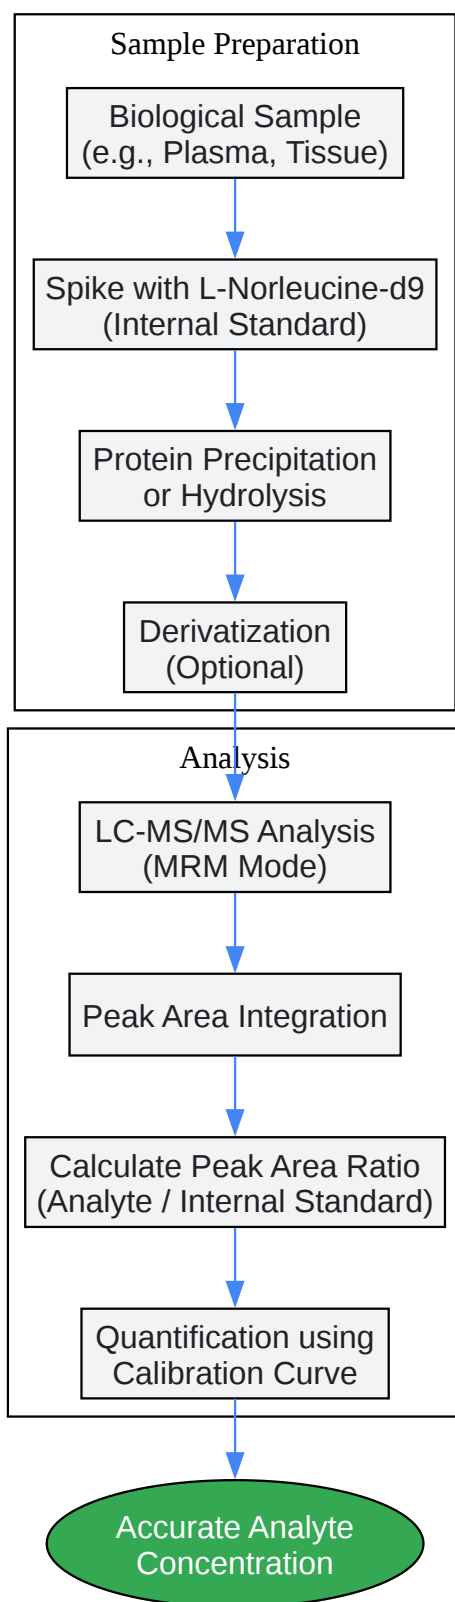 Sample Preparation
Biological Sample
(e.g., Plasma, Tissue)
Spike with L-Norleucine-d9
(Internal Standard)
Protein Precipitation
or Hydrolysis
Derivatization
(Optional)
Analysis
LC-MS/MS Analysis
(MRM Mode)
Peak Area Integration
Calculate Peak Area Ratio
(Analyte / Internal Standard)
Quantification using
Calibration Curve
Accurate Analyte
Concentration